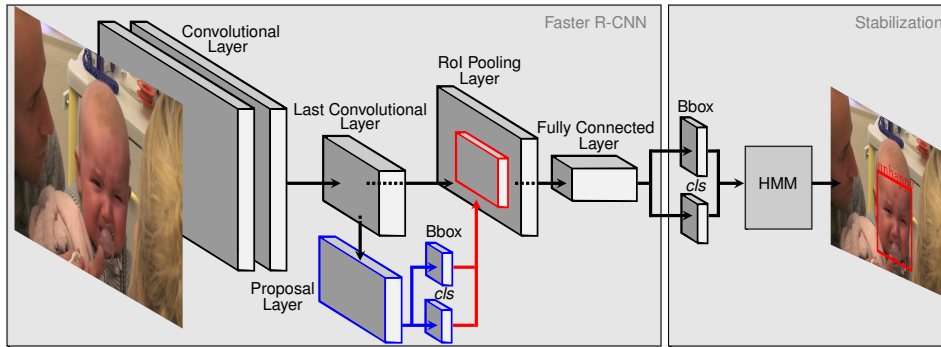 Faster R-CNN
Stabilization
Convolutional
Layer
RoI Pooling
Layer
Last Convolutional
Layer
Fully Connected
Layer
Bbox
cls
HMM
unhappy
Proposal
Layer
Bbox
cls